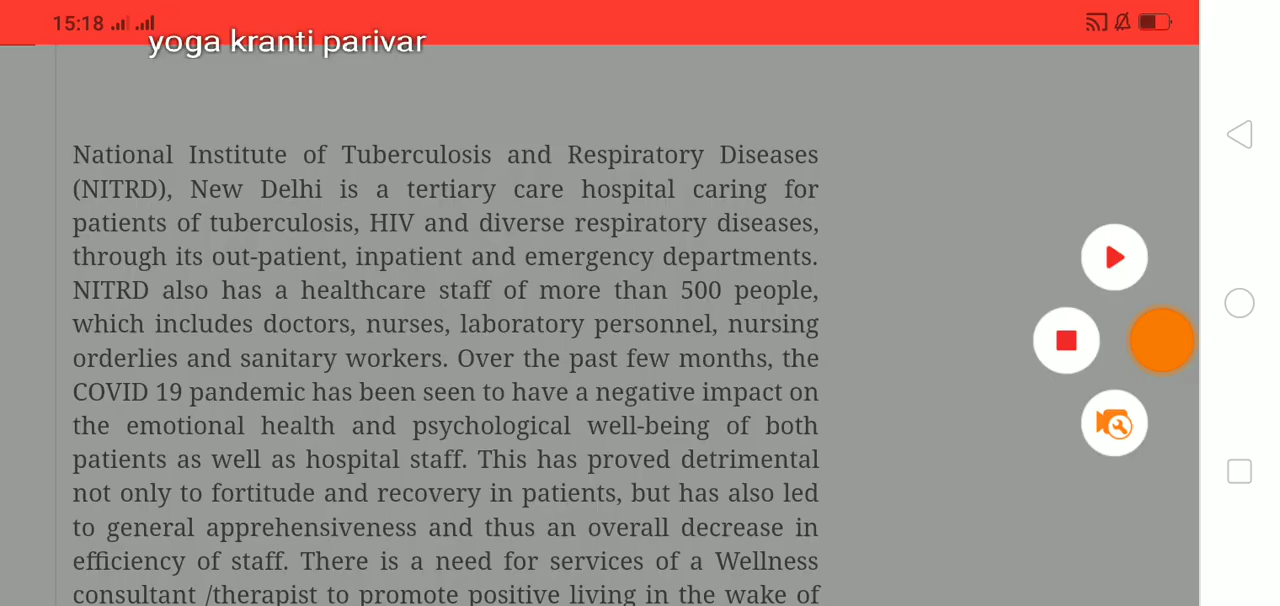 15:18
yoga kranti parivar
National Institute of Tuberculosis and Respiratory Diseases
(NITRD), New Delhi is a tertiary care hospital caring for
patients of tuberculosis, HIV and diverse respiratory diseases,
through its out-patient, inpatient and emergency departments.
NITRD also has a healthcare staff of more than 500 people,
which includes doctors, nurses, laboratory personnel, nursing
orderlies and sanitary workers. Over the past few months, the
COVID 19 pandemic has been seen to have a negative impact on
the emotional health and psychological well-being of both
patients as well as hospital staff. This has proved detrimental
not only to fortitude and recovery in patients, but has also led
to general apprehensiveness and thus an overall decrease in
efficiency of staff. There is a need for services of a Wellness
consultant /therapist to promote positive living in the wake of